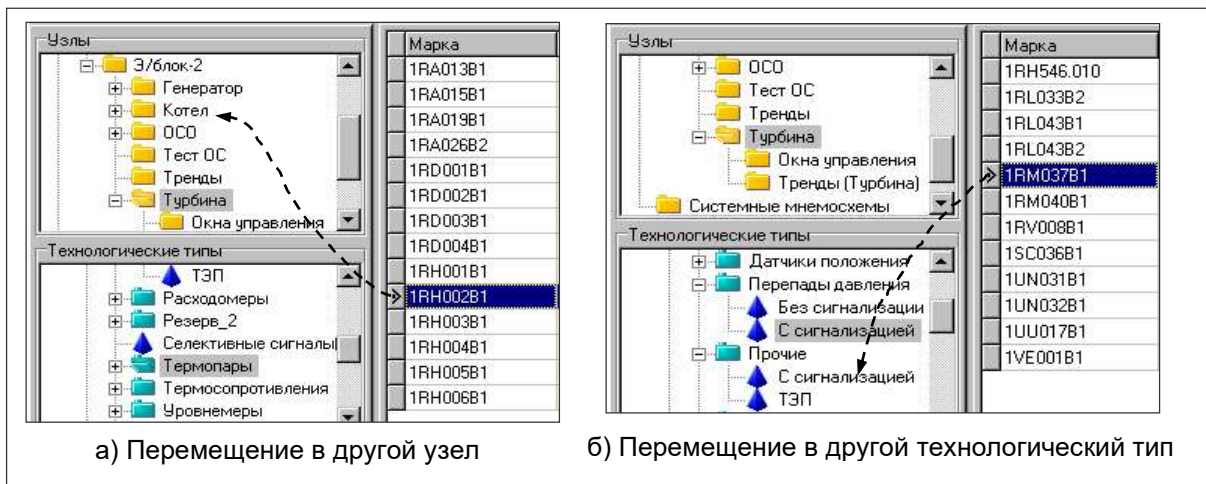 Узлы
Э/блок-2
Генератор
Котел
ОСО
Тест ОС
Тренды
Турбина
Окна управления
Технологические типы
ТЭП
Расходомеры
Резерв_2
Селективные сигналы
Термопары
Термосопротивления
Уровнемеры
Марка
1RA013B1
1RA015B1
1RA019B1
1RA026B2
1RD001B1
1RD002B1
1RD003B1
1RD004B1
1RH001B1
1RH002B1
1RH003B1
1RH004B1
1RH005B1
1RH006B1
а) Перемещение в другой узел
Узлы
ОСО
Тест ОС
Тренды
Турбина
Окна управления
Тренды (Турбина)
Системные мнемосхемы
Технологические типы
Датчики положения
Перепады давления
Без сигнализации
С сигнализацией
Прочие
С сигнализацией
ТЭП
Марка
1RH546.010
1RL033B2
1RL043B1
1RL043B2
1RM037B1
1RM040B1
1RV008B1
1SC036B1
1UN031B1
1UN032B1
1UU017B1
1VE001B1
б) Перемещение в другой технологический тип